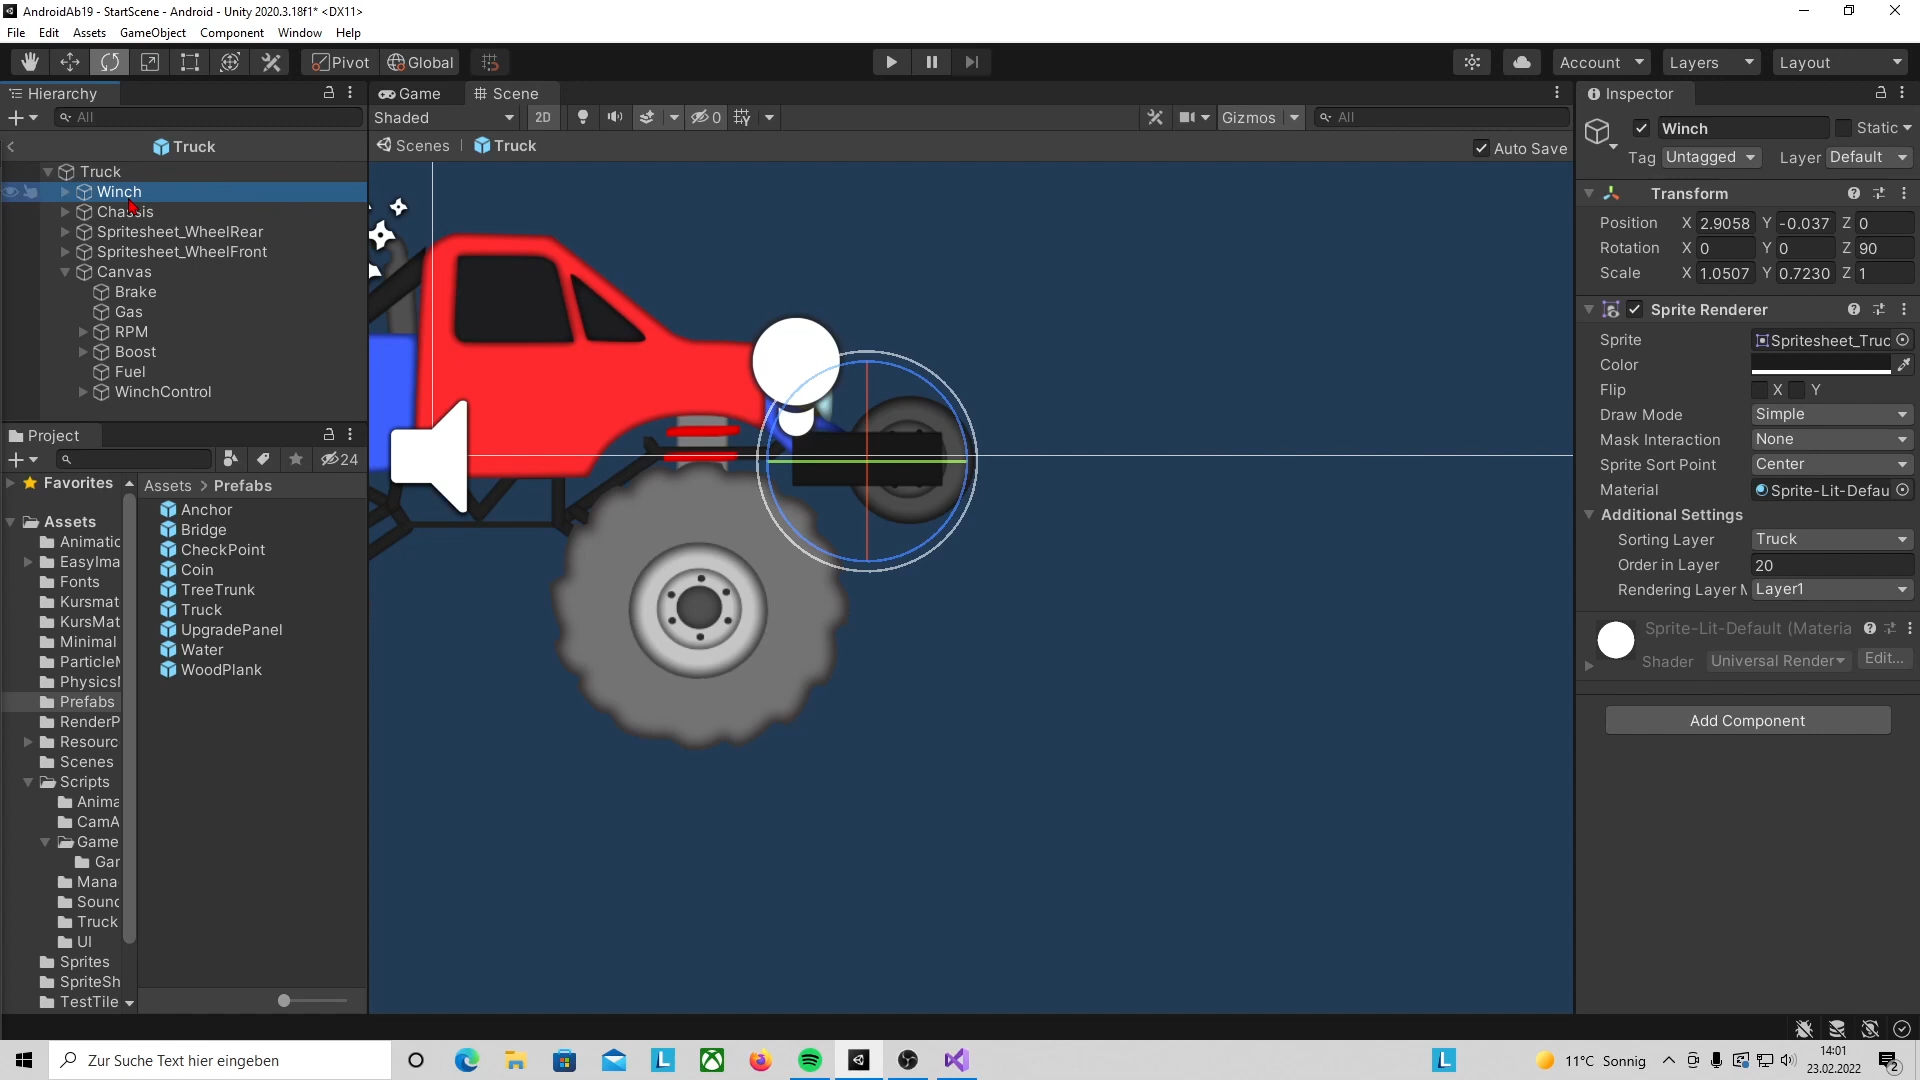 AndroidAb19 - StartScene - Android - Unity 2020.3.18f1* <DX11>
File Edit Assets GameObject Component Window Help
Pivot Global Account Layers Layout
Hierarchy
All
Truck
Truck
Winch
Chassis
Spritesheet_WheelRear
Spritesheet_WheelFront
Canvas
Brake
Gas
RPM
Boost
Fuel
WinchControl
Project
24
Favorites
Assets
Animatic
EasyIma
Fonts
Kursmat
KursMat
Minimal
ParticleM
PhysicsI
Prefabs
RenderP
Resourc
Scenes
Scripts
Anima
CamA
Game
Gar
Mana
Sounc
Truck
UI
Sprites
SpriteSh
TestTile
Assets > Prefabs
Anchor
Bridge
CheckPoint
Coin
TreeTrunk
Truck
UpgradePanel
Water
WoodPlank
Game Scene
Shaded 2D 0 Gizmos All
Scenes Truck Auto Save
Inspector
Winch Static
Tag Untagged Layer Default
Transform
Position X 2.9058 Y -0.037 Z 0
Rotation X 0 Y 0 Z 90
Scale X 1.0507 Y 0.7230 Z 1
Sprite Renderer
Sprite Spritesheet_Truc
Color
Flip X Y
Draw Mode Simple
Mask Interaction None
Sprite Sort Point Center
Material Sprite-Lit-Defau
Additional Settings
Sorting Layer Truck
Order in Layer 20
Rendering Layer M Layer1
Sprite-Lit-Default (Materia
Shader Universal Render Edit...
Add Component
Zur Suche Text hier eingeben
11°C Sonnig
14:01
23.02.2022
2